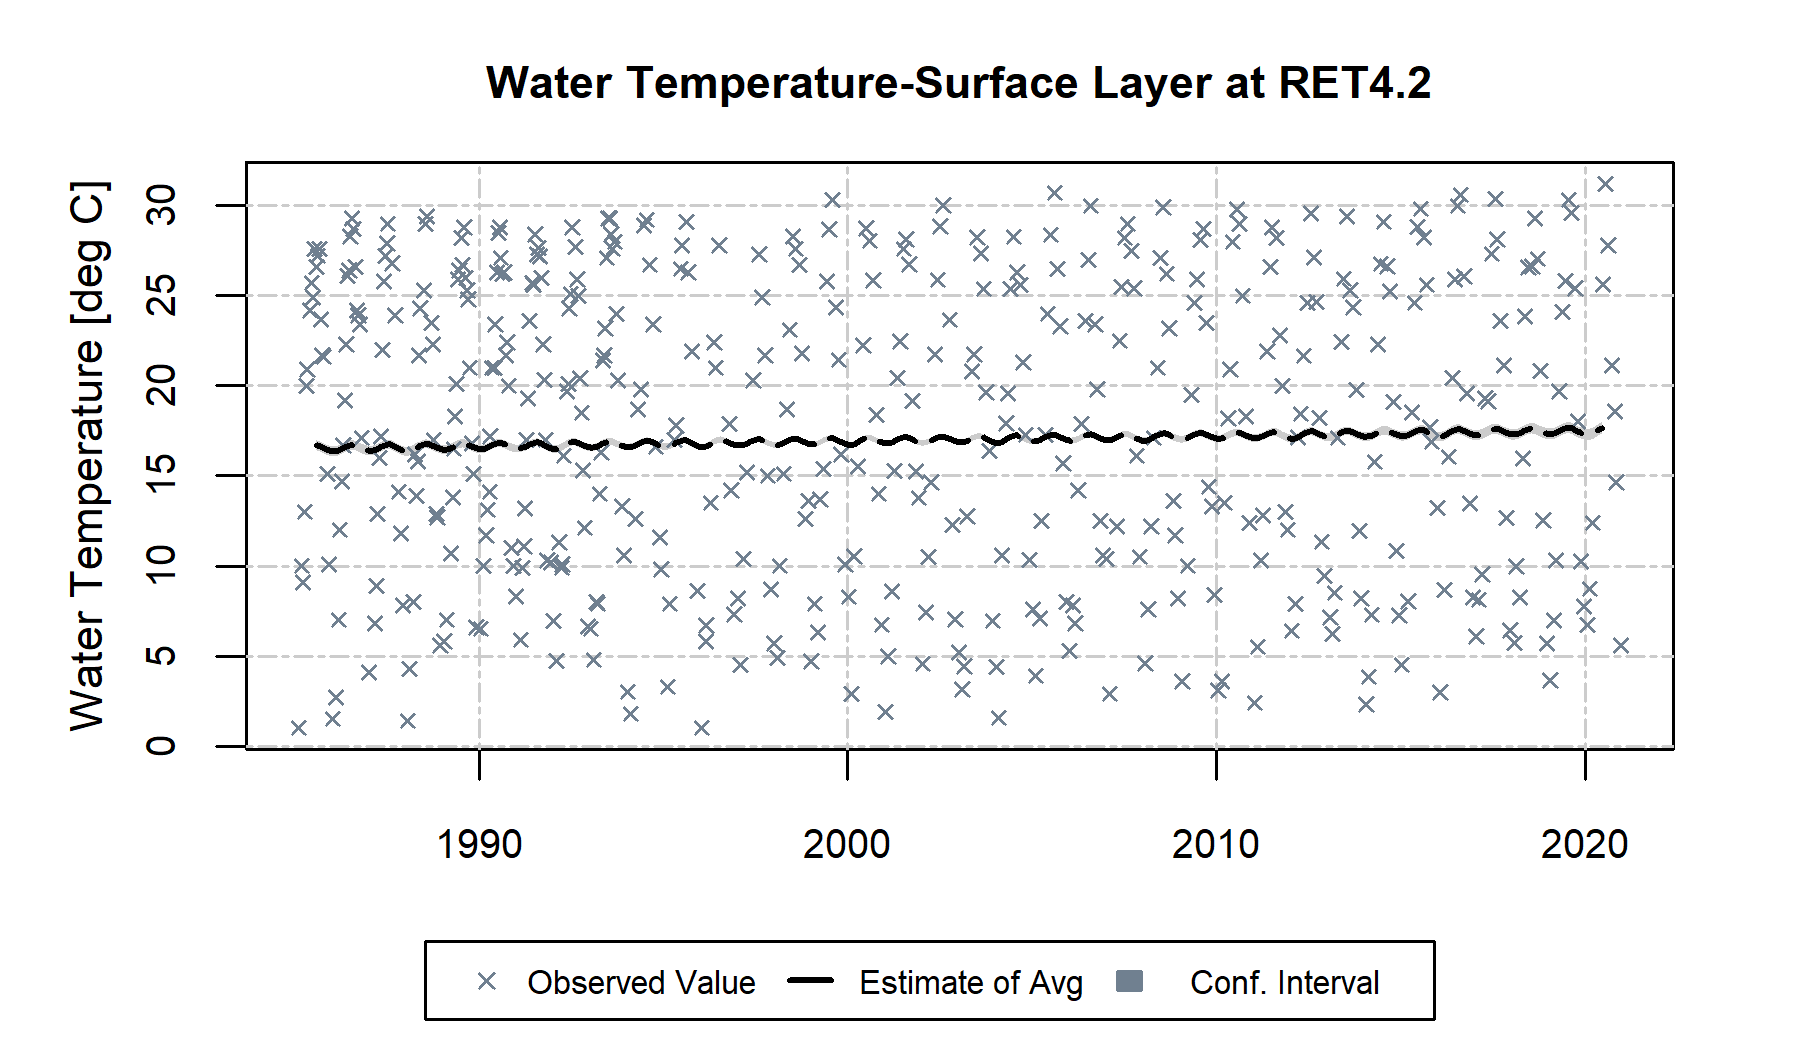 Water Temperature-Surface Layer at RET4.2
Water Temperature [deg C]
30
25
20
15
10
5
0
1990 2000 2010 2020
Observed Value Estimate of Avg Conf. Interval